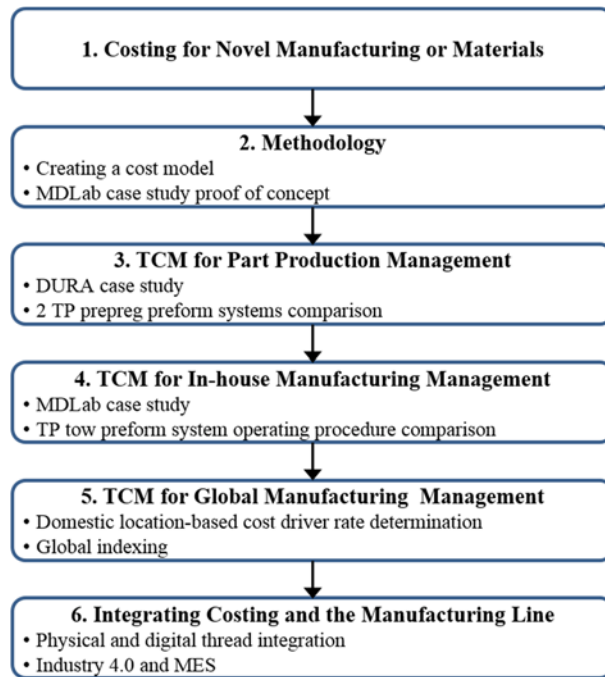 1. Costing for Novel Manufacturing or Materials
2. Methodology
• Creating a cost model
• MDLab case study proof of concept
3. TCM for Part Production Management
• DURA case study
• 2 TP prepreg preform systems comparison
4. TCM for In-house Manufacturing Management
• MDLab case study
• TP tow preform system operating procedure comparison
5. TCM for Global Manufacturing Management
• Domestic location-based cost driver rate determination
• Global indexing
6. Integrating Costing and the Manufacturing Line
• Physical and digital thread integration
• Industry 4.0 and MES